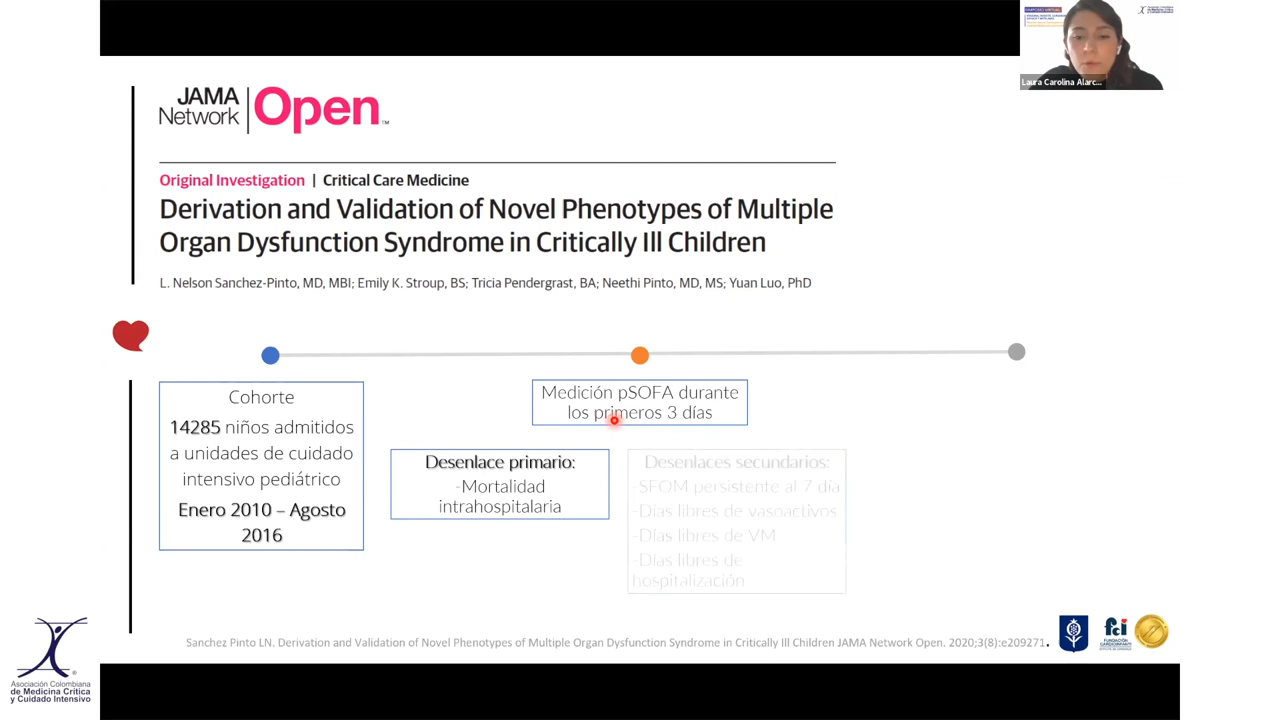 JAMA
Network
Open
TM
Original Investigation | Critical Care Medicine
Derivation and Validation of Novel Phenotypes of Multiple
Organ Dysfunction Syndrome in Critically Ill Children
L. Nelson Sanchez-Pinto, MD, MBI; Emily K. Stroup, BS; Tricia Pendergrast, BA; Neethi Pinto, MD, MS; Yuan Luo, PhD
Cohorte
14285 niños admitidos
a unidades de cuidado
intensivo pediátrico
Enero 2010 – Agosto
2016
Medición pSOFA durante
los primeros 3 días
Desenlace primario:
-Mortalidad
intrahospitalaria
Desenlaces secundarios:
-SFOM persistente al 7 día
-Días libres de vasoactivos
-Días libres de VM
-Días libres de
hospitalización
Sanchez Pinto LN. Derivation and Validation of Novel Phenotypes of Multiple Organ Dysfunction Syndrome in Critically Ill Children JAMA Network Open. 2020;3(8):e209271.
fci
FUNDACIÓN
CARDIOINFANTIL
Asociación Colombiana
de Medicina Crítica
y Cuidado Intensivo
Laura Carolina Alarc...